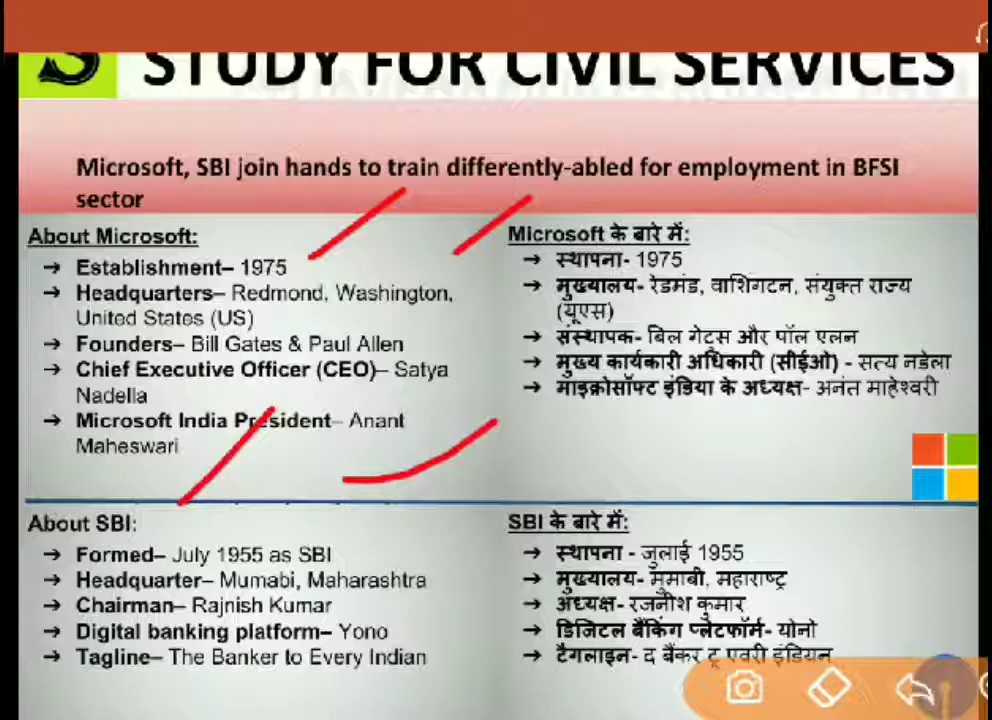 S STUDY FOR CIVIL SERVICES
Microsoft, SBI join hands to train differently-abled for employment in BFSI
sector
About Microsoft:
→ Establishment– 1975
→ Headquarters– Redmond, Washington,
United States (US)
→ Founders– Bill Gates & Paul Allen
→ Chief Executive Officer (CEO)– Satya
Nadella
→ Microsoft India President– Anant
Maheswari
Microsoft के बारे में:
→ स्थापना- 1975
→ मुख्यालय- रेडमंड, वाशिंगटन, संयुक्त राज्य
(यूएस)
→ संस्थापक- बिल गेट्स और पॉल एलन
→ मुख्य कार्यकारी अधिकारी (सीईओ) - सत्य नडेला
→ माइक्रोसॉफ्ट इंडिया के अध्यक्ष- अनंत माहेश्वरी
About SBI:
→ Formed– July 1955 as SBI
→ Headquarter– Mumabi, Maharashtra
→ Chairman– Rajnish Kumar
→ Digital banking platform– Yono
→ Tagline– The Banker to Every Indian
SBI के बारे में:
→ स्थापना - जुलाई 1955
→ मुख्यालय- मुमाबी, महाराष्ट्र
→ अध्यक्ष- रजनीश कुमार
→ डिजिटल बैंकिंग प्लेटफॉर्म- योनो
→ टैगलाइन- द बैंकर टू एवरी इंडियन